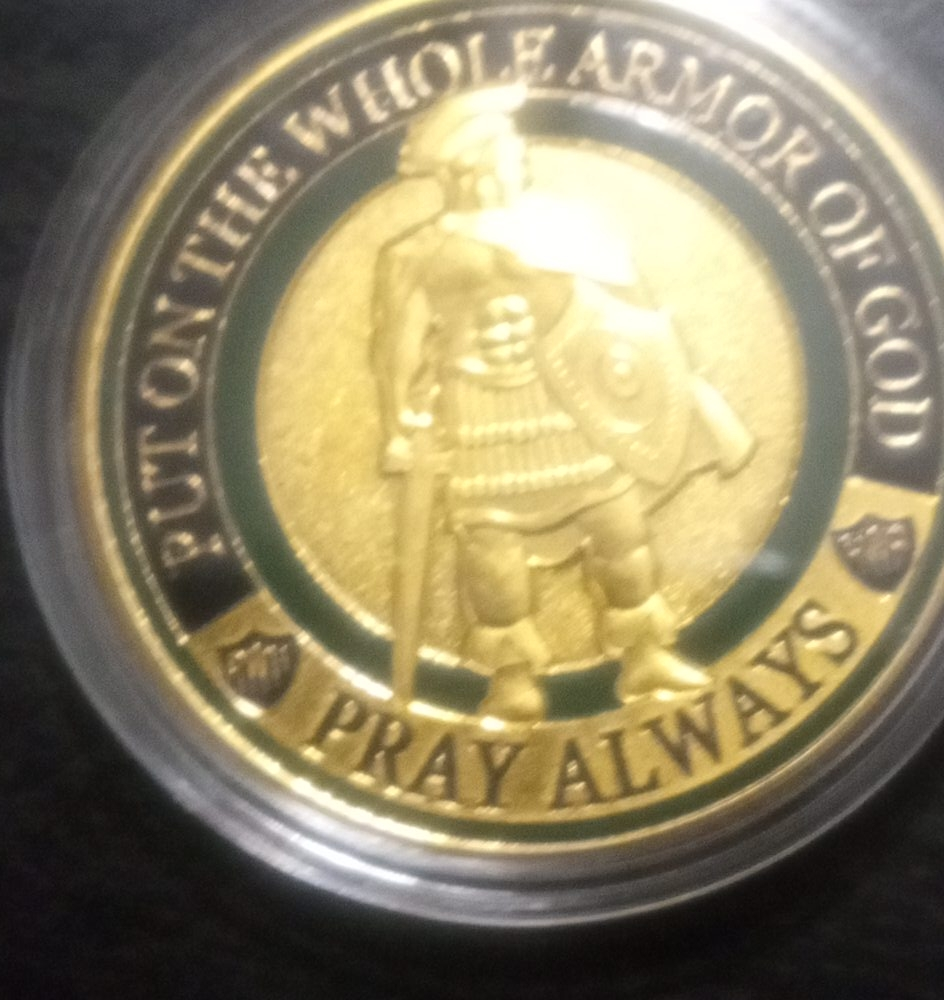 PUT ON THE WHOLE ARMOR OF GOD
PRAY ALWAYS